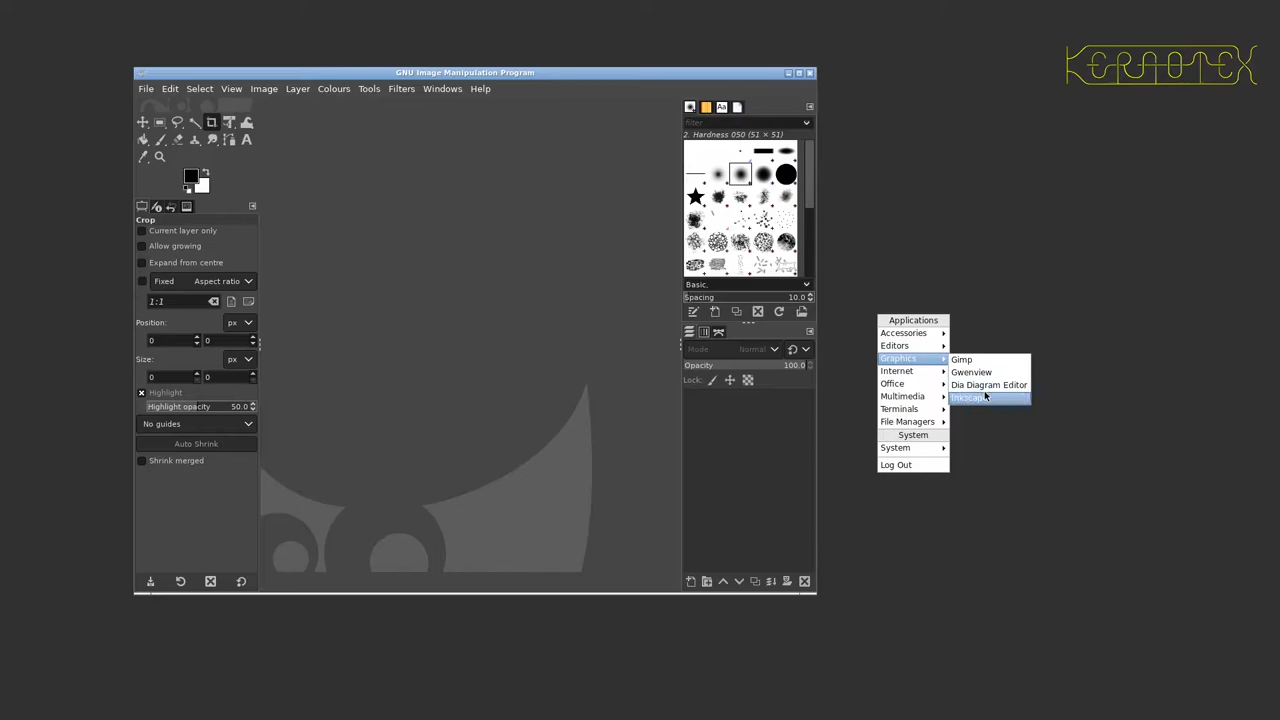 KERAOTEX
GNU Image Manipulation Program
File Edit Select View Image Layer Colours Tools Filters Windows Help
Aa
filter
2. Hardness 050 (51 × 51)
Crop
Current layer only
Allow growing
Expand from centre
Fixed Aspect ratio
1:1
Position: px
0 0
Size: px
0 0
Highlight
Highlight opacity 50.0
No guides
Auto Shrink
Shrink merged
Basic,
Spacing 10.0
Mode Normal
Opacity 100.0
Lock:
Applications
Accessories
Editors
Graphics
Internet
Office
Multimedia
Terminals
File Managers
System
System
Log Out
Gimp
Gwenview
Dia Diagram Editor
Inkscape